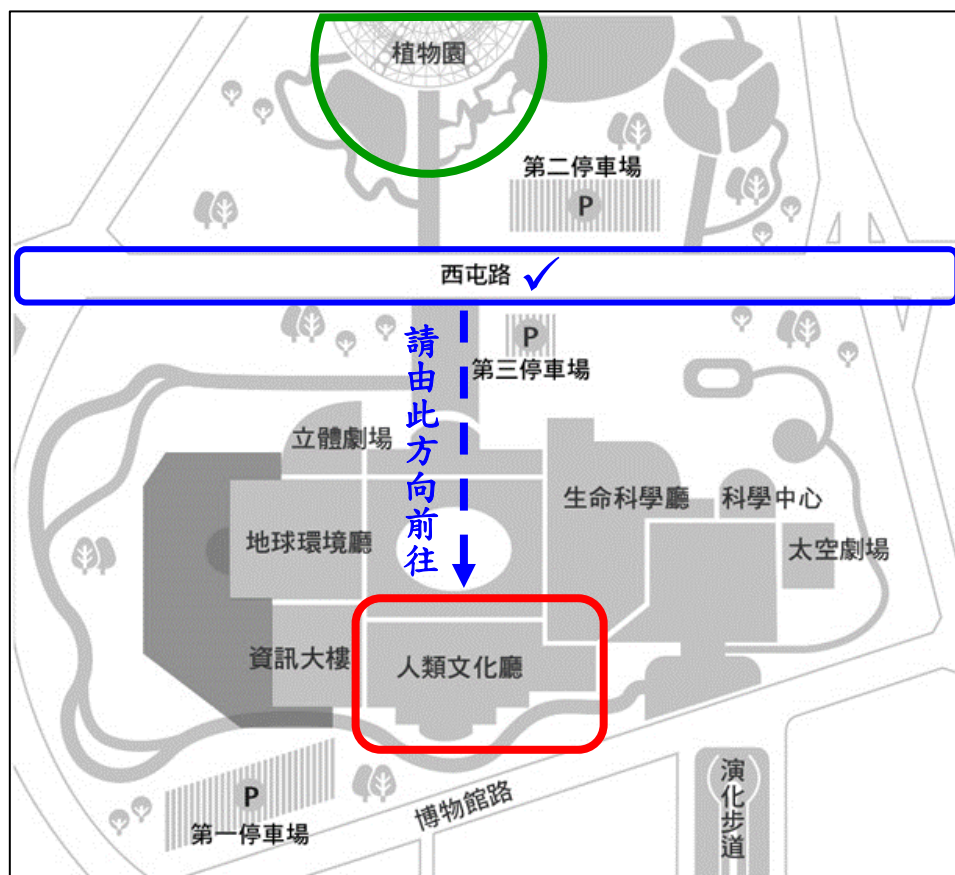 植物園
第二停車場
P
西屯路 ✓
請由此方向前往
P
第三停車場
立體劇場
生命科學廳
科學中心
地球環境廳
太空劇場
資訊大樓
人類文化廳
P
第一停車場
博物館路
演化步道